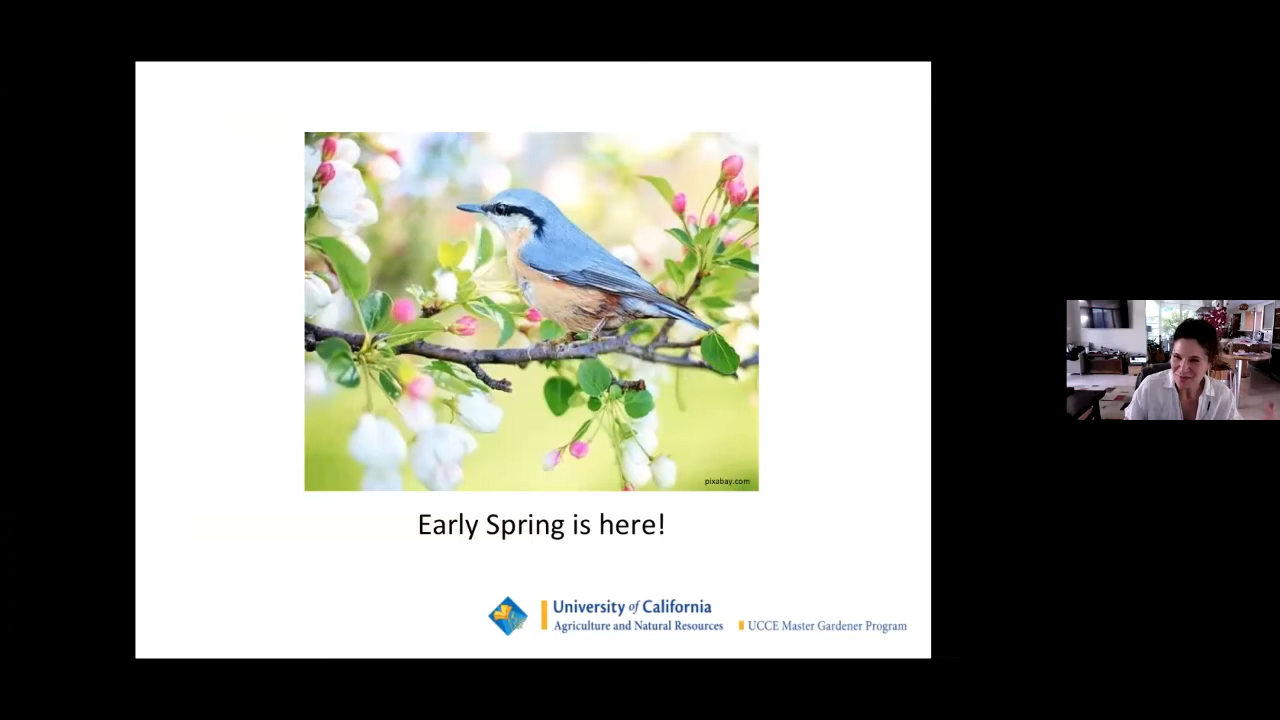 pixabay.com
Early Spring is here!
University of California
Agriculture and Natural Resources
UCCE Master Gardener Program